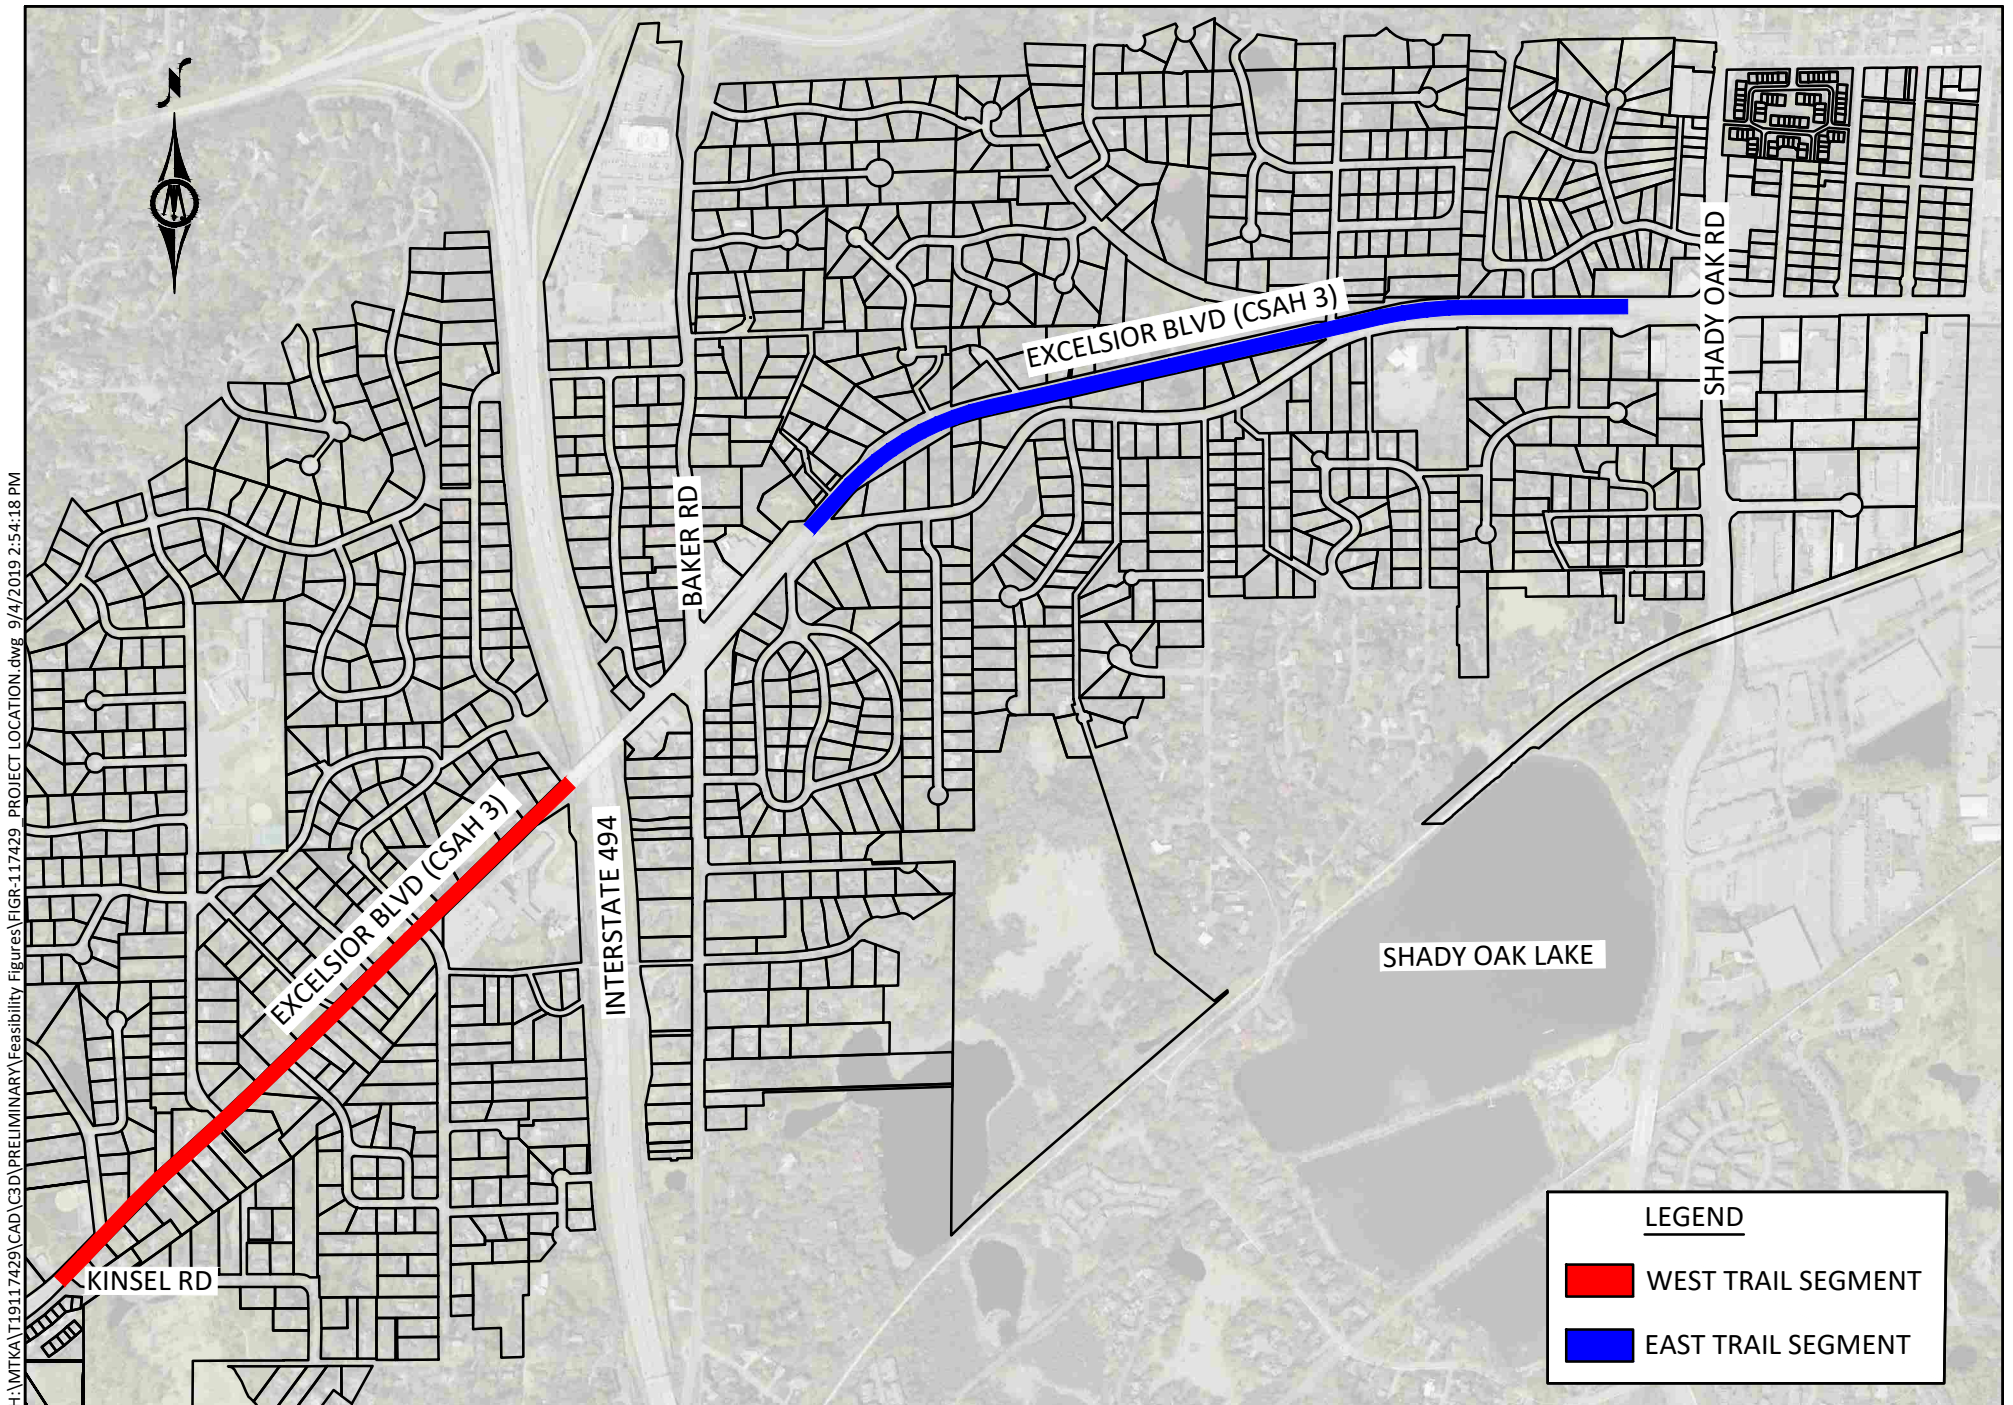 N
EXCELSIOR BLVD (CSAH 3)
SHADY OAK RD
BAKER RD
EXCELSIOR BLVD (CSAH 3)
INTERSTATE 494
SHADY OAK LAKE
KINSEL RD
LEGEND
WEST TRAIL SEGMENT
EAST TRAIL SEGMENT
H:\MTKA\T19117429\CAD\C3D\PRELIMINARY\Feasibility Figures\FIGR-117429_PROJECT LOCATION.dwg 9/4/2019 2:54:18 PM